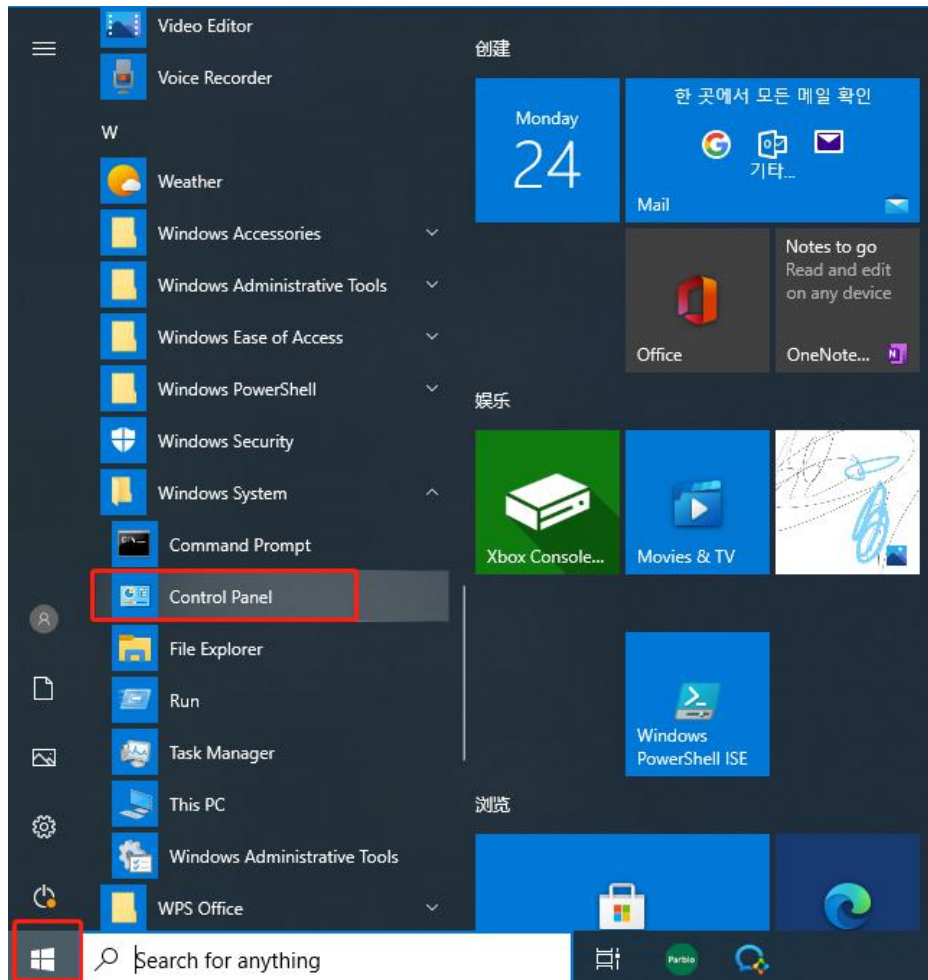 Video Editor
Voice Recorder
W
Weather
Windows Accessories
Windows Administrative Tools
Windows Ease of Access
Windows PowerShell
Windows Security
Windows System
Command Prompt
Control Panel
File Explorer
Run
Task Manager
This PC
Windows Administrative Tools
WPS Office
创建
Monday
24
한 곳에서 모든 메일 확인
기타...
Mail
Office
Notes to go
Read and edit
on any device
OneNote...
娱乐
Xbox Console...
Movies & TV
Windows
PowerShell ISE
浏览
Search for anything
Parblo